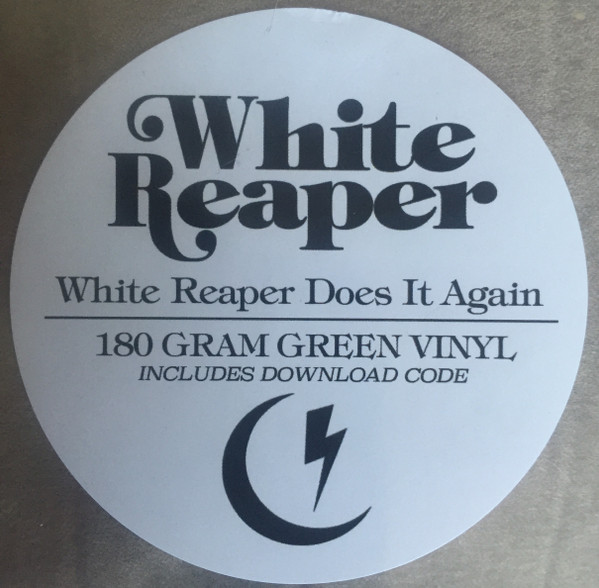 White
Reaper
White Reaper Does It Again
180 GRAM GREEN VINYL
INCLUDES DOWNLOAD CODE